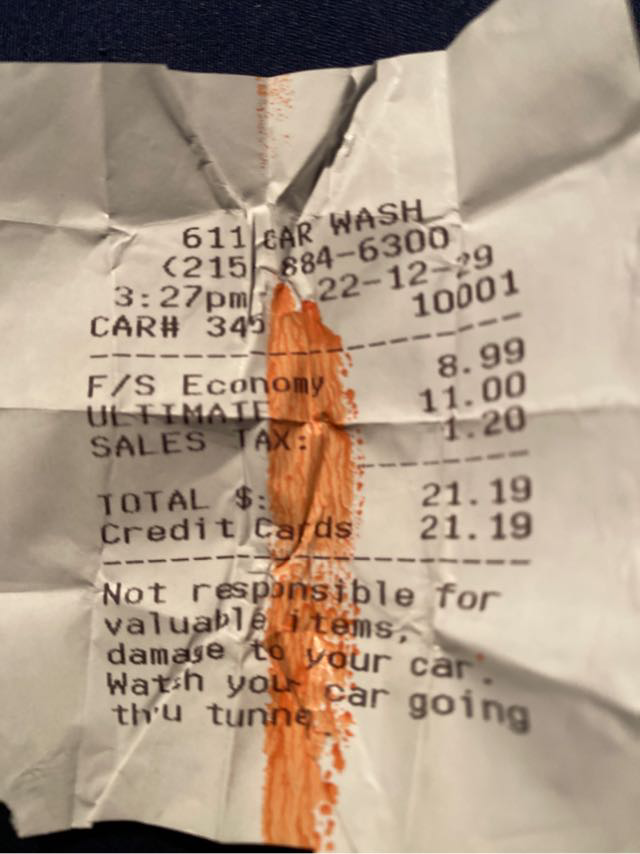 611 CAR WASH
(215) 884-6300
3:27pm 22-12-29
CAR# 345 10001
--------------------------------
F/S Economy 8.99
ULTIMATE 11.00
SALES TAX: 1.20
--------------------------------
TOTAL $: 21.19
Credit Cards 21.19
--------------------------------
Not responsible for
valuable items,
damage to your car.
Watch your car going
thru tunnel.